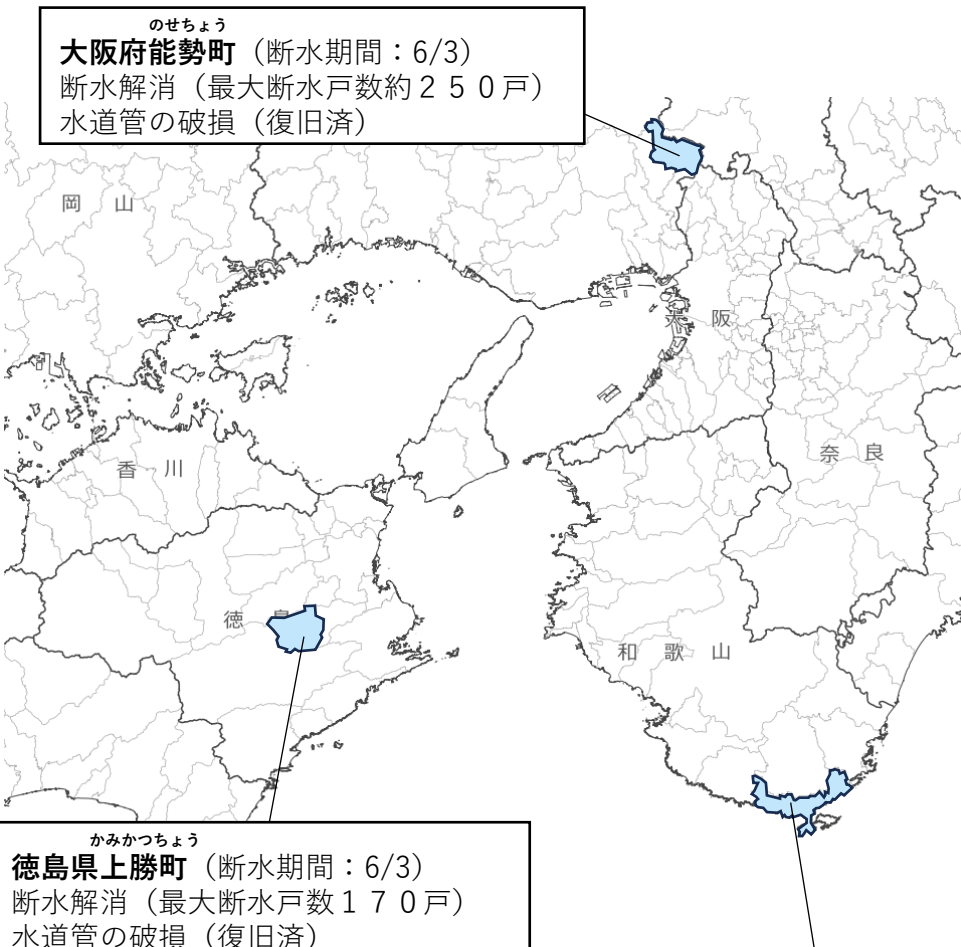 のせちょう
大阪府能勢町（断水期間：6/3）
断水解消（最大断水戸数約２５０戸）
水道管の破損（復旧済）
岡 山
大 阪
奈 良
香 川
徳 島
和 歌 山
かみかつちょう
徳島県上勝町（断水期間：6/3）
断水解消（最大断水戸数１７０戸）
水道管の破損（復旧済）